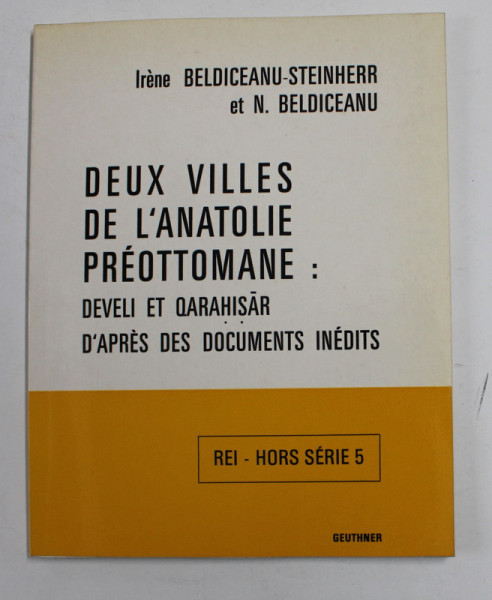 Irène BELDICEANU-STEINHERR
et N. BELDICEANU
DEUX VILLES
DE L'ANATOLIE
PRÉOTTOMANE :
DEVELI ET QARAḤIṢĀR
D'APRÈS DES DOCUMENTS INÉDITS
REI - HORS SÉRIE 5
GEUTHNER